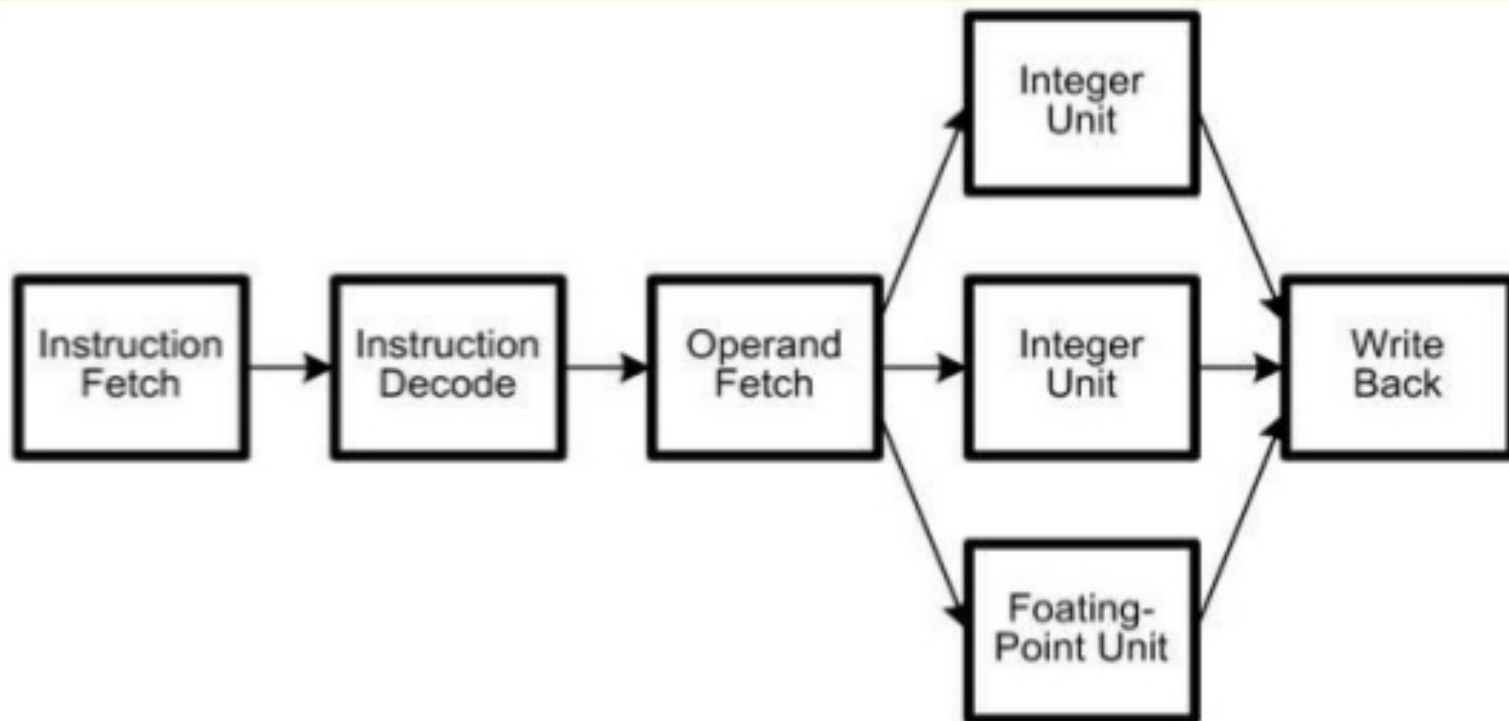 Instruction
Fetch
Instruction
Decode
Operand
Fetch
Integer
Unit
Integer
Unit
Foating-
Point Unit
Write
Back